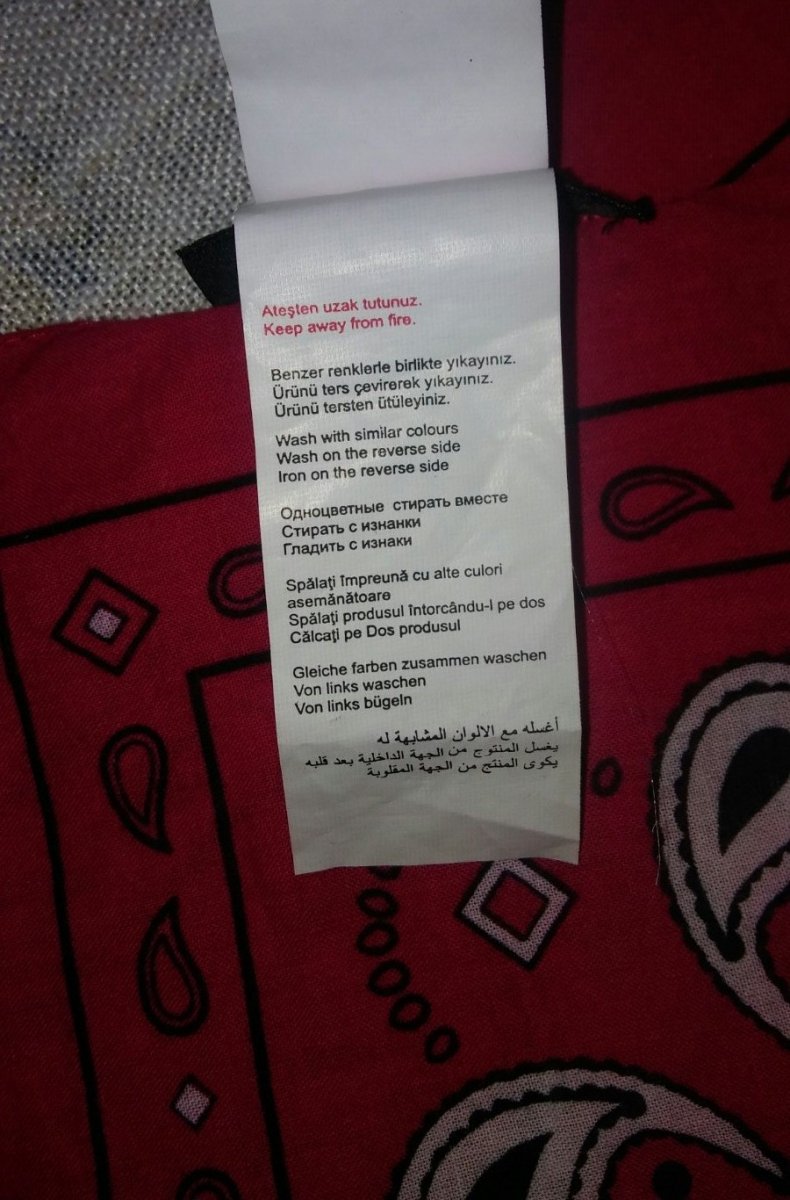 Ateşten uzak tutunuz.
Keep away from fire.
Benzer renklerle birlikte yıkayınız.
Ürünü ters çevirerek yıkayınız.
Ürünü tersten ütüleyiniz.
Wash with similar colours
Wash on the reverse side
Iron on the reverse side
Одноцветные стирать вместе
Стирать с изнанки
Гладить с изнаки
Spălaţi împreună cu alte culori
asemănătoare
Spălaţi produsul întorcându-l pe dos
Călcaţi pe Dos produsul
Gleiche farben zusammen waschen
Von links waschen
Von links bügeln
أغسله مع الالوان المشابهة له
يغسل المنتوج من الجهة الداخلية بعد قلبه
يكوى المنتج من الجهة المقلوبة